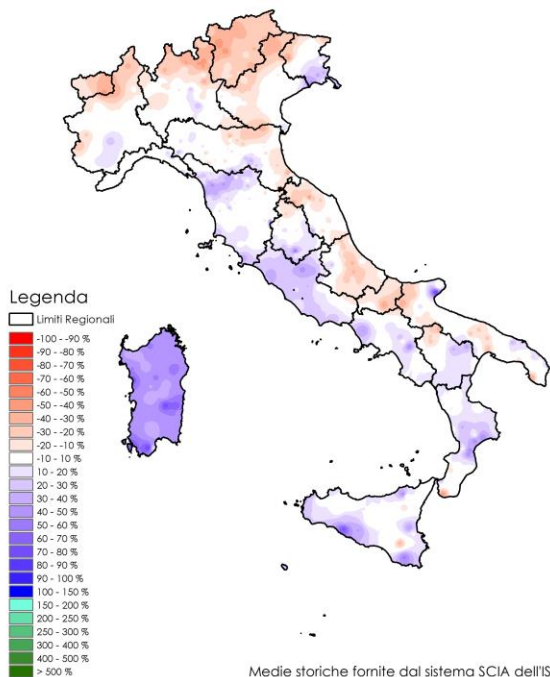 Legenda
Limiti Regionali
-100 - -90 %
-90 - -80 %
-80 - -70 %
-70 - -60 %
-60 - -50 %
-50 - -40 %
-40 - -30 %
-30 - -20 %
-20 - -10 %
-10 - 10 %
10 - 20 %
20 - 30 %
30 - 40 %
40 - 50 %
50 - 60 %
60 - 70 %
70 - 80 %
80 - 90 %
90 - 100 %
100 - 150 %
150 - 200 %
200 - 250 %
250 - 300 %
300 - 400 %
400 - 500 %
> 500 %
Medie storiche fornite dal sistema SCIA dell'IS